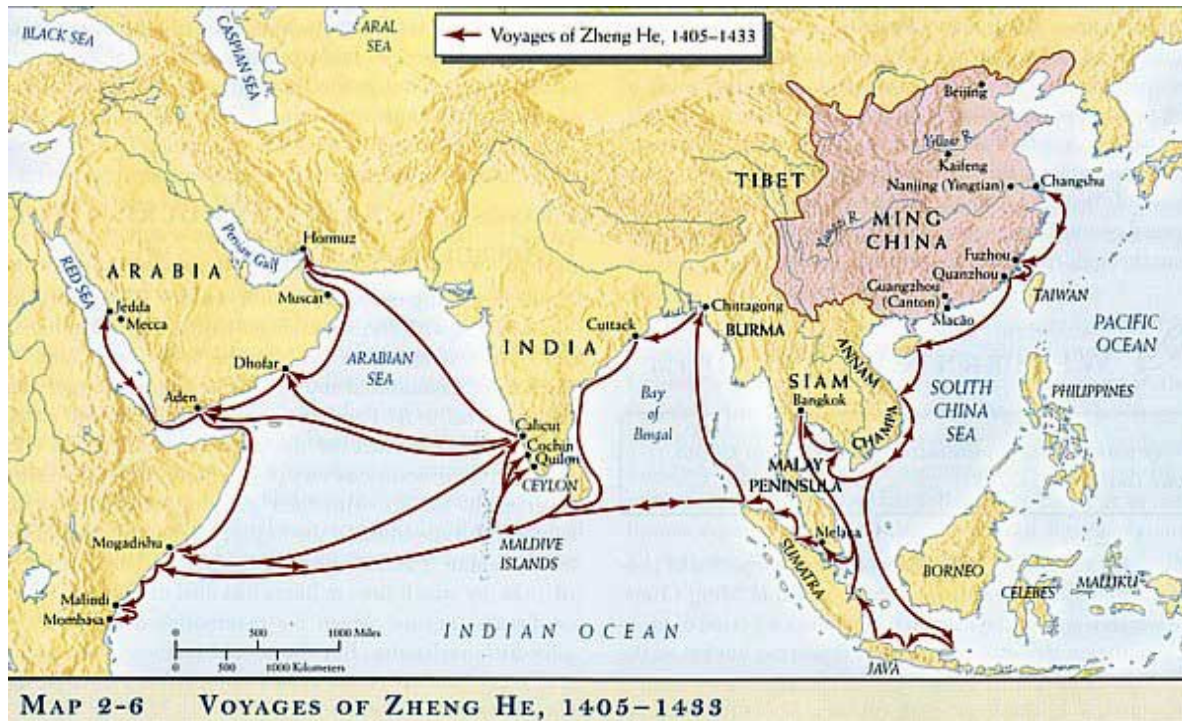 Voyages of Zheng He, 1405–1433
BLACK SEA
CASPIAN SEA
ARAL
SEA
Beijing
Yellow R.
Kaifeng
TIBET
Nanjing (Yingtian)
Changshu
MING
CHINA
Yangzi R.
Persian Gulf
Hormuz
ARABIA
RED SEA
Fuzhou
Quanzhou
Guangzhou
(Canton)
Macão
TAIWAN
Muscat
Jedda
Mecca
Chittagong
BURMA
Cuttack
INDIA
PACIFIC
OCEAN
ARABIAN
SEA
Dhofar
ANNAM
SIAM
Bangkok
SOUTH
CHINA
SEA
PHILIPPINES
Aden
Bay
of
Bengal
Calicut
Cochin
Quilon
CEYLON
CHAMPA
MALAY
PENINSULA
Mogadishu
MALDIVE
ISLANDS
Melaka
SUMATRA
BORNEO
CELEBES
MALUKU
Malindi
Mombasa
0 500 1000 Miles
0 500 1000 Kilometers
INDIAN OCEAN
JAVA
MAP 2-6 VOYAGES OF ZHENG HE, 1405–1433